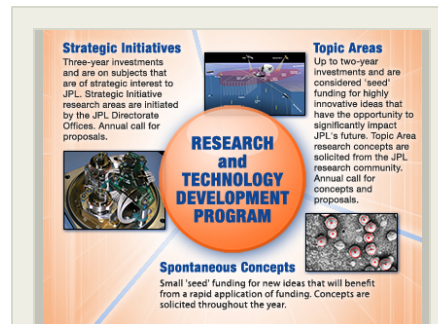 Strategic Initiatives
Three-year investments
and are on subjects that
are of strategic interest to
JPL. Strategic Initiative
research areas are initiated
by the JPL Directorate
Offices. Annual call for
proposals.
Topic Areas
Up to two-year
investments and are
considered 'seed'
funding for highly
innovative ideas that
have the opportunity to
significantly impact
JPL's future. Topic Area
research concepts are
solicited from the JPL
research community.
Annual call for
concepts and
proposals.
RESEARCH
and
TECHNOLOGY
DEVELOPMENT
PROGRAM
Spontaneous Concepts
Small 'seed' funding for new ideas that will benefit
from a rapid application of funding. Concepts are
solicited throughout the year.